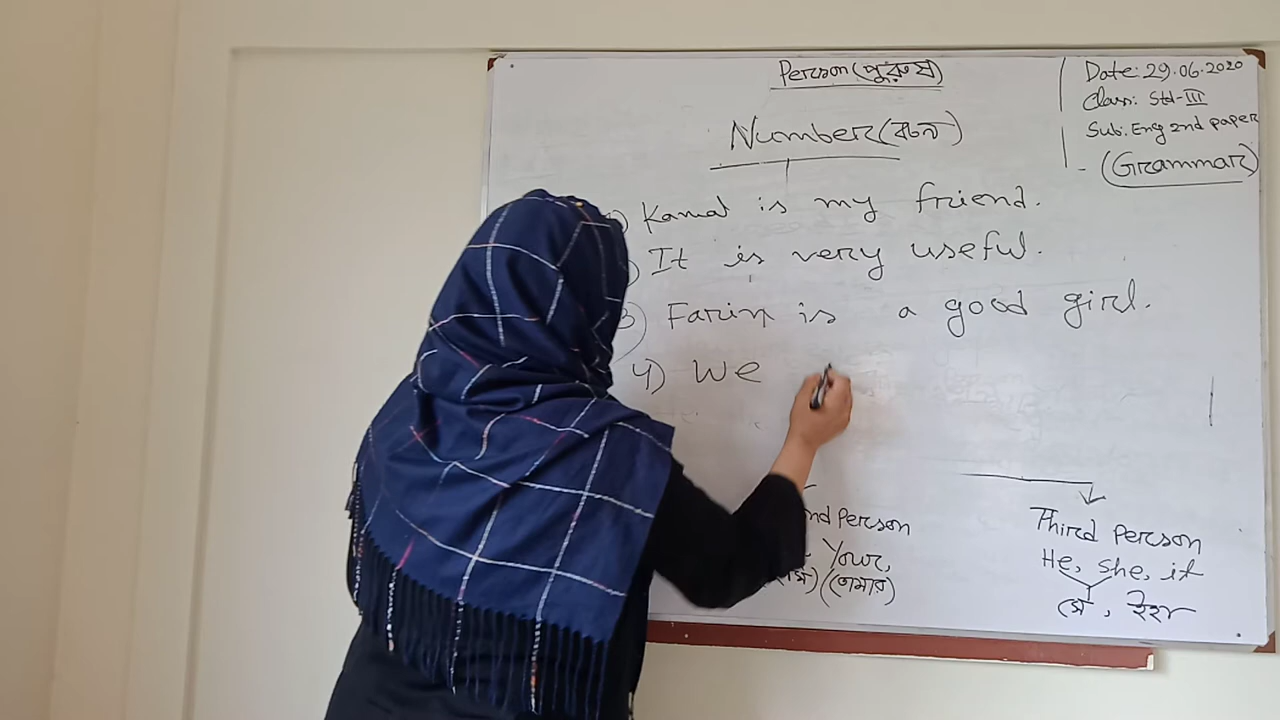 Person (পুরুষ)
Number (বচন)
Date: 29.06.2020
Class: Std-III
Sub: Eng 2nd paper
(Grammar)
1) Kamal is my friend.
It is very useful.
3) Farin is a good girl.
4) We
nd Person
Your,
(তোমার)
Third Person
He, She, it
সে, ইহা